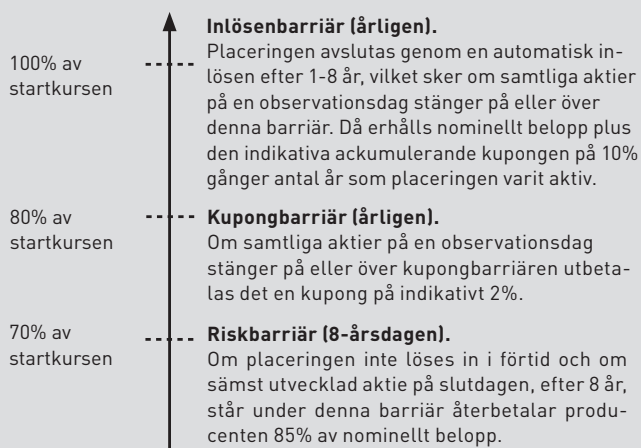 Inlösenbarriär (årligen).
100% av
startkursen
Placeringen avslutas genom en automatisk in-
lösen efter 1-8 år, vilket sker om samtliga aktier
på en observationsdag stänger på eller över
denna barriär. Då erhålls nominellt belopp plus
den indikativa ackumulerande kupongen på 10%
gånger antal år som placeringen varit aktiv.
80% av
startkursen
Kupongbarriär (årligen).
Om samtliga aktier på en observationsdag
stänger på eller över kupongbarriären utbeta-
las det en kupong på indikativt 2%.
70% av
startkursen
Riskbarriär (8-årsdagen).
Om placeringen inte löses in i förtid och om
sämst utvecklad aktie på slutdagen, efter 8 år,
står under denna barriär återbetalar produ-
centen 85% av nominellt belopp.